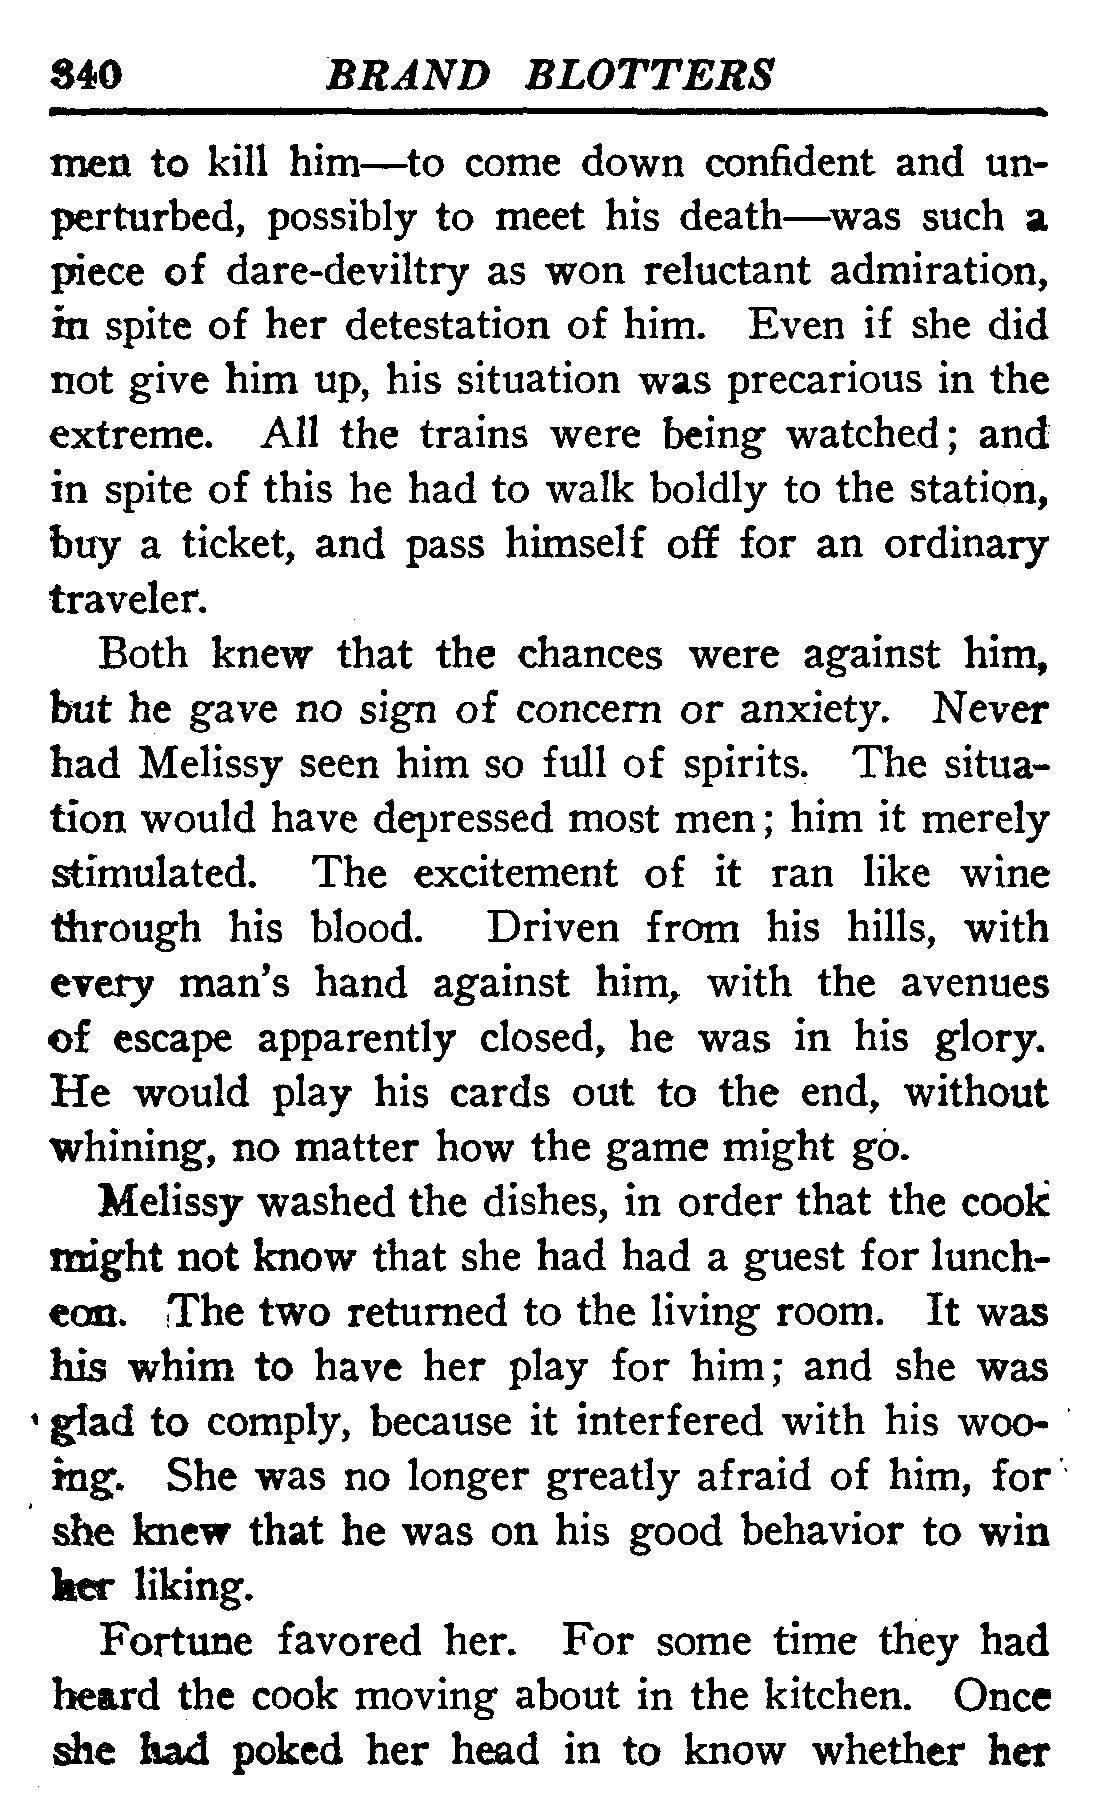 340 BRAND BLOTTERS
men to kill him—to come down confident and un-
perturbed, possibly to meet his death—was such a
piece of dare-deviltry as won reluctant admiration,
in spite of her detestation of him. Even if she did
not give him up, his situation was precarious in the
extreme. All the trains were being watched; and
in spite of this he had to walk boldly to the station,
buy a ticket, and pass himself off for an ordinary
traveler.
Both knew that the chances were against him,
but he gave no sign of concern or anxiety. Never
had Melissy seen him so full of spirits. The situa-
tion would have depressed most men; him it merely
stimulated. The excitement of it ran like wine
through his blood. Driven from his hills, with
every man's hand against him, with the avenues
of escape apparently closed, he was in his glory.
He would play his cards out to the end, without
whining, no matter how the game might go.
Melissy washed the dishes, in order that the cook
might not know that she had had a guest for lunch-
eon. The two returned to the living room. It was
his whim to have her play for him; and she was
glad to comply, because it interfered with his woo-
ing. She was no longer greatly afraid of him, for
she knew that he was on his good behavior to win
her liking.
Fortune favored her. For some time they had
heard the cook moving about in the kitchen. Once
she had poked her head in to know whether her